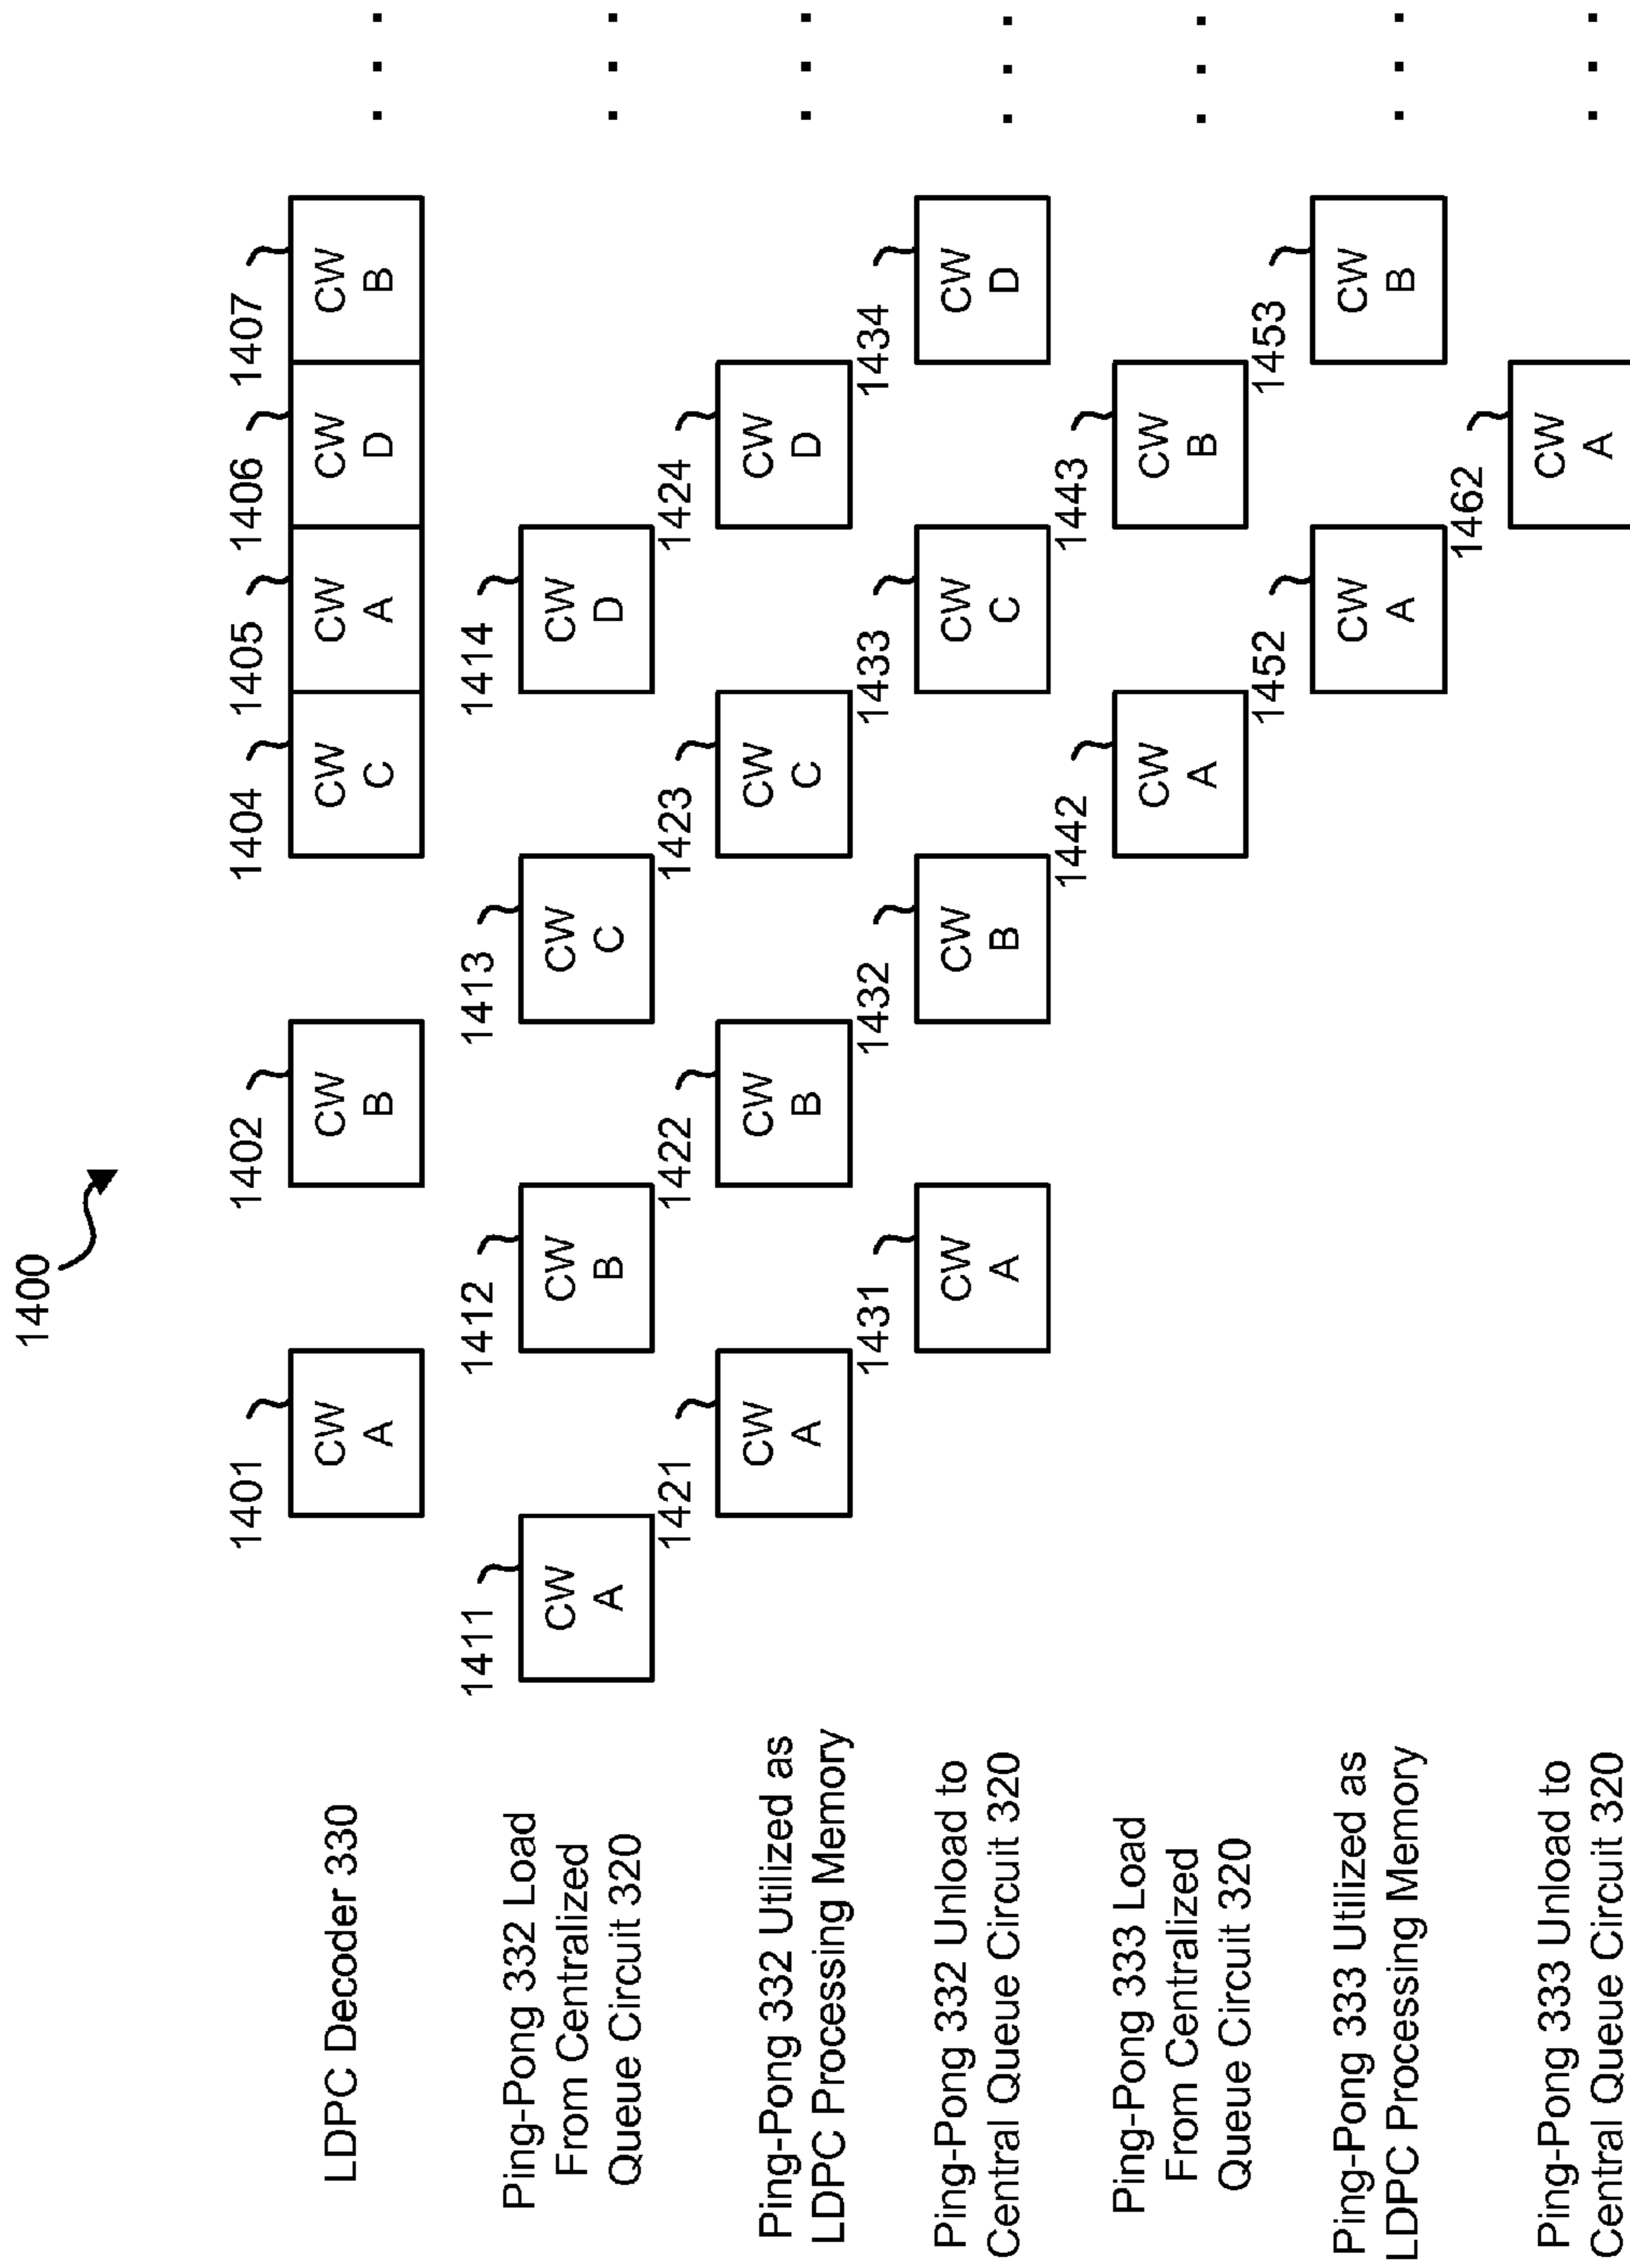 1400
LDPC Decoder 330
1401
CW
A
1402
CW
B
1404
CW
C
1405
CW
A
1406
CW
D
1407
CW
B
. . .
Ping-Pong 332 Load
From Centralized
Queue Circuit 320
1411
CW
A
1412
CW
B
1413
CW
C
1414
CW
D
. . .
Ping-Pong 332 Utilized as
LDPC Processing Memory
1421
CW
A
1422
CW
B
1423
CW
C
1424
CW
D
. . .
Ping-Pong 332 Unload to
Central Queue Circuit 320
1431
CW
A
1432
CW
B
1433
CW
C
1434
CW
D
. . .
Ping-Pong 333 Load
From Centralized
Queue Circuit 320
1442
CW
A
1443
CW
B
. . .
Ping-Pong 333 Utilized as
LDPC Processing Memory
1452
CW
A
1453
CW
B
. . .
Ping-Pong 333 Unload to
Central Queue Circuit 320
1462
CW
A
. . .